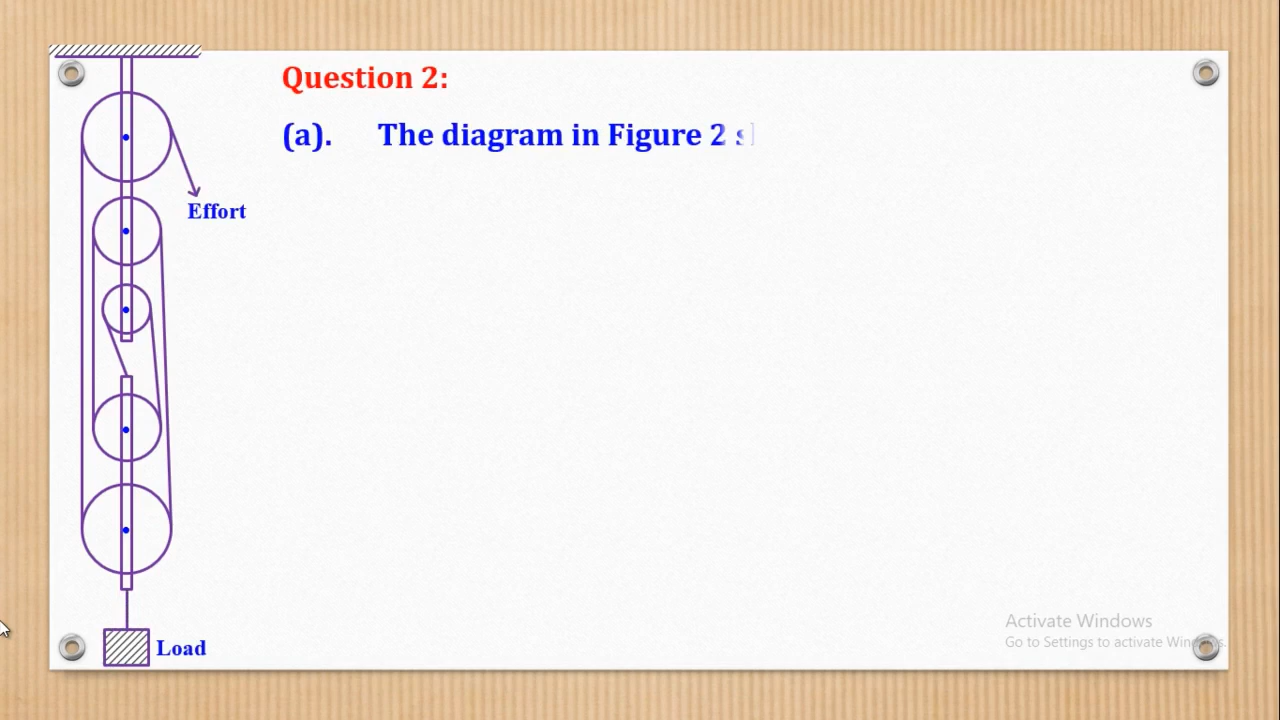 Question 2:
(a). The diagram in Figure 2
Effort
Load
Activate Windows
Go to Settings to activate Windows.